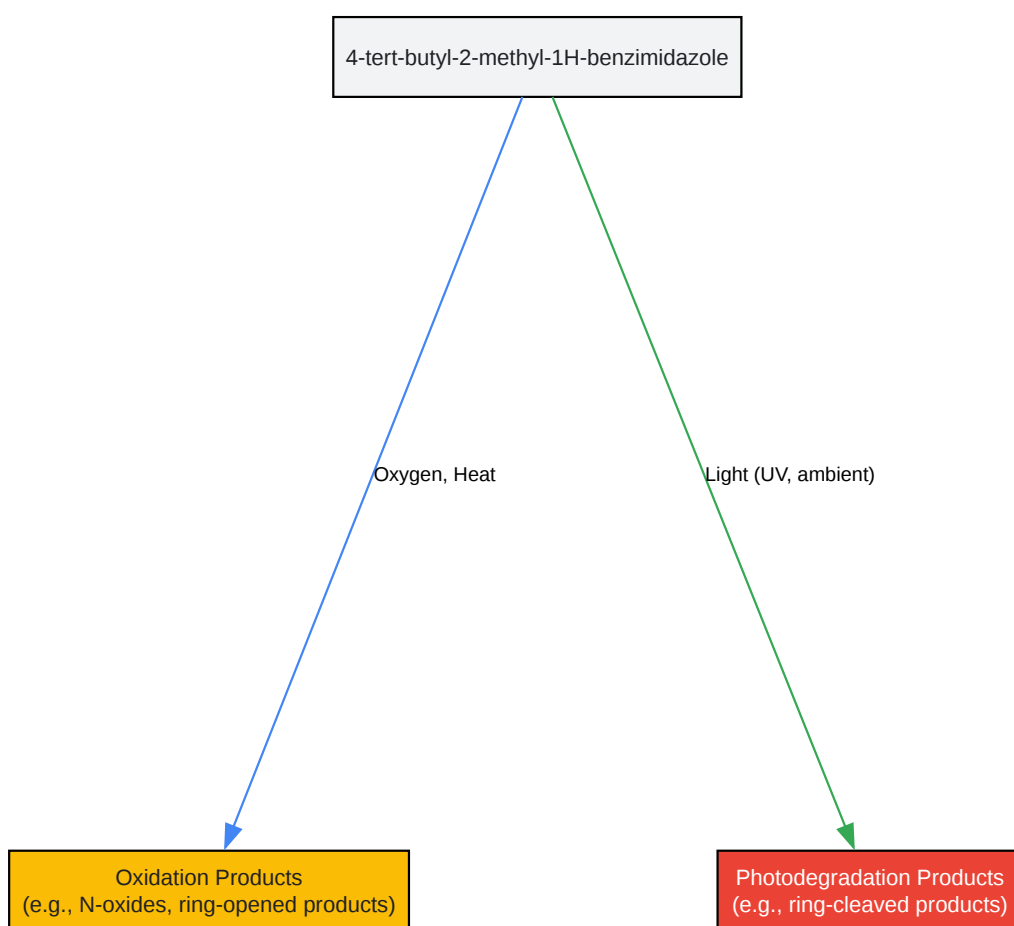 4-tert-butyl-2-methyl-1H-benzimidazole
Oxygen, Heat
Light (UV, ambient)
Oxidation Products
(e.g., N-oxides, ring-opened products)
Photodegradation Products
(e.g., ring-cleaved products)